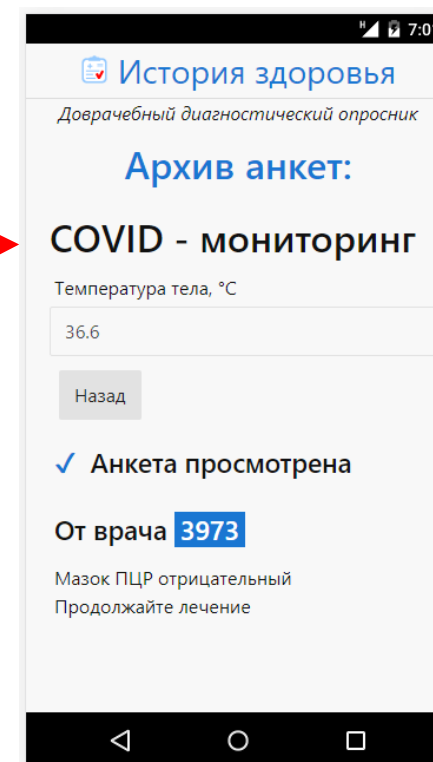 H 7:0
История здоровья
Доврачебный диагностический опросник
Архив анкет:
COVID - мониторинг
Температура тела, °C
36.6
Назад
✓ Анкета просмотрена
От врача 3973
Мазок ПЦР отрицательный
Продолжайте лечение